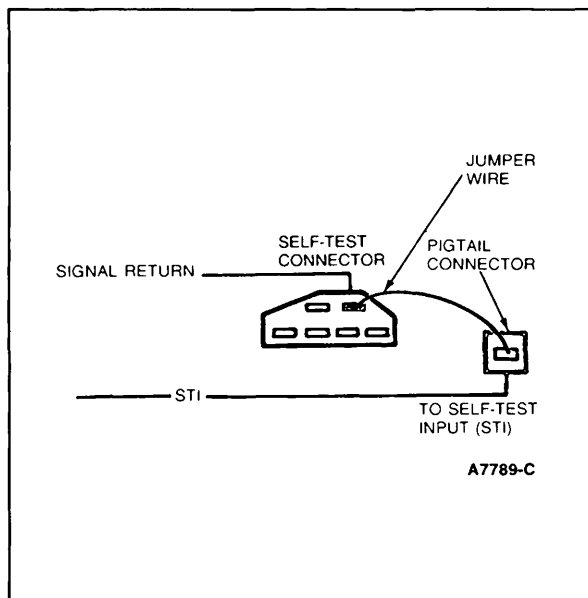 JUMPER
WIRE
SELF-TEST
CONNECTOR
PIGTAIL
CONNECTOR
SIGNAL RETURN
STI
TO SELF-TEST
INPUT (STI)
A7789-C